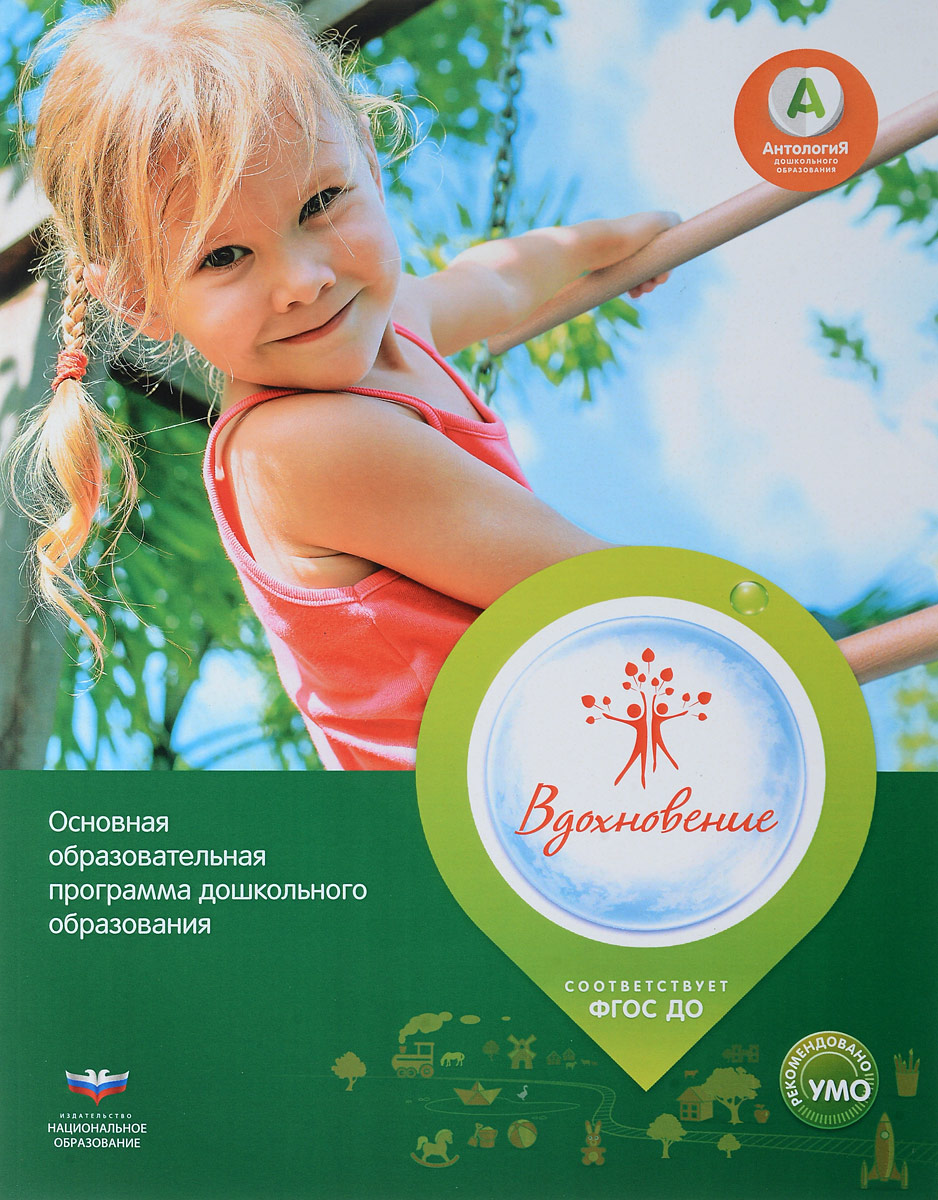 А
АнтологиЯ
ДОШКОЛЬНОГО
ОБРАЗОВАНИЯ
Вдохновение
Основная
образовательная
программа дошкольного
образования
СООТВЕТСТВУЕТ
ФГОС ДО
РЕКОМЕНДОВАНО
УМО
ИЗДАТЕЛЬСТВО
НАЦИОНАЛЬНОЕ
ОБРАЗОВАНИЕ